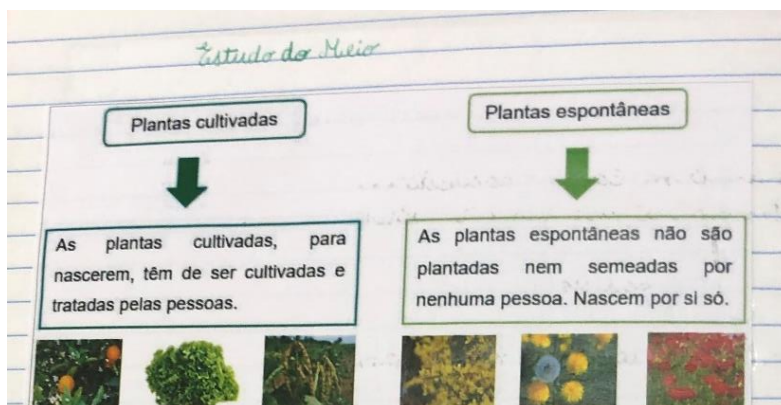 Estudo do Meio
Plantas cultivadas
As plantas cultivadas, para
nascerem, têm de ser cultivadas e
tratadas pelas pessoas.
Plantas espontâneas
As plantas espontâneas não são
plantadas nem semeadas por
nenhuma pessoa. Nascem por si só.